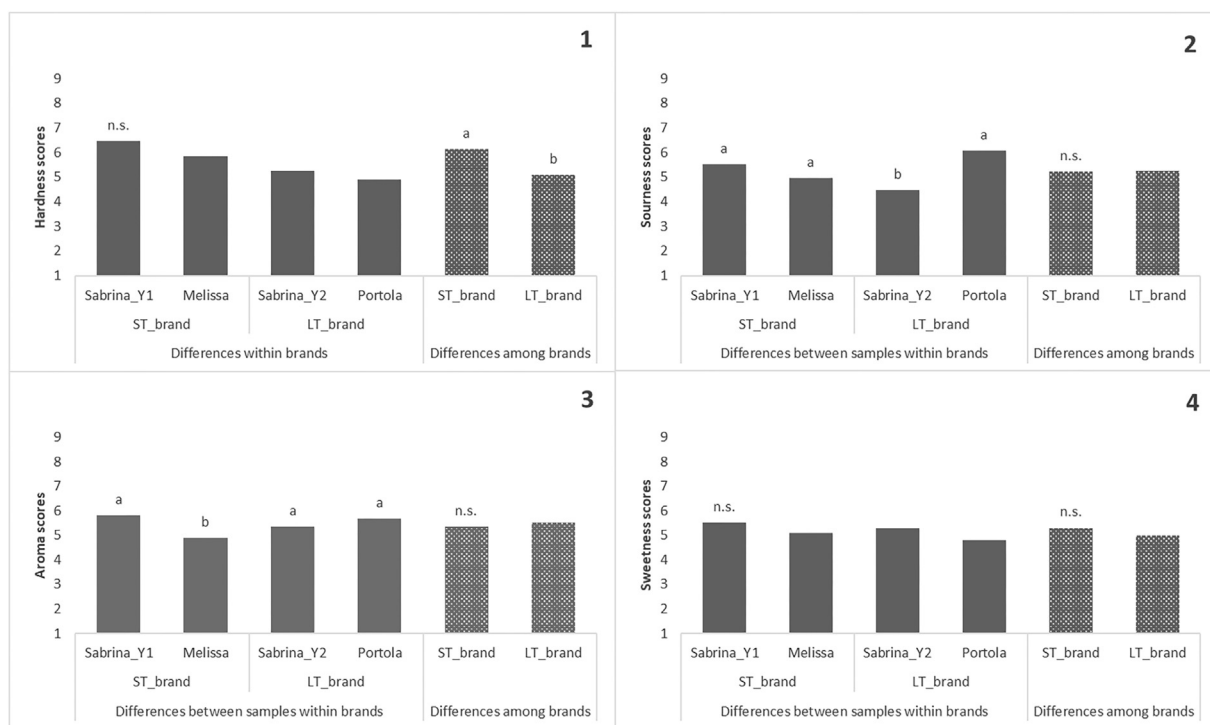 1
Hardness scores
9
8
7
6
5
4
3
2
1
n.s.
a
b
Sabrina_Y1 Melissa Sabrina_Y2 Portola ST_brand LT_brand
ST_brand LT_brand
Differences within brands Differences among brands
2
Sourness scores
9
8
7
6
5
4
3
2
1
a a b a n.s.
Sabrina_Y1 Melissa Sabrina_Y2 Portola ST_brand LT_brand
ST_brand LT_brand
Differences between samples within brands Differences among brands
3
Aroma scores
9
8
7
6
5
4
3
2
1
a b a a n.s.
Sabrina_Y1 Melissa Sabrina_Y2 Portola ST_brand LT_brand
ST_brand LT_brand
Differences between samples within brands Differences among brands
4
Sweetness scores
9
8
7
6
5
4
3
2
1
n.s. n.s.
Sabrina_Y1 Melissa Sabrina_Y2 Portola ST_brand LT_brand
ST_brand LT_brand
Differences between samples within brands Differences among brands